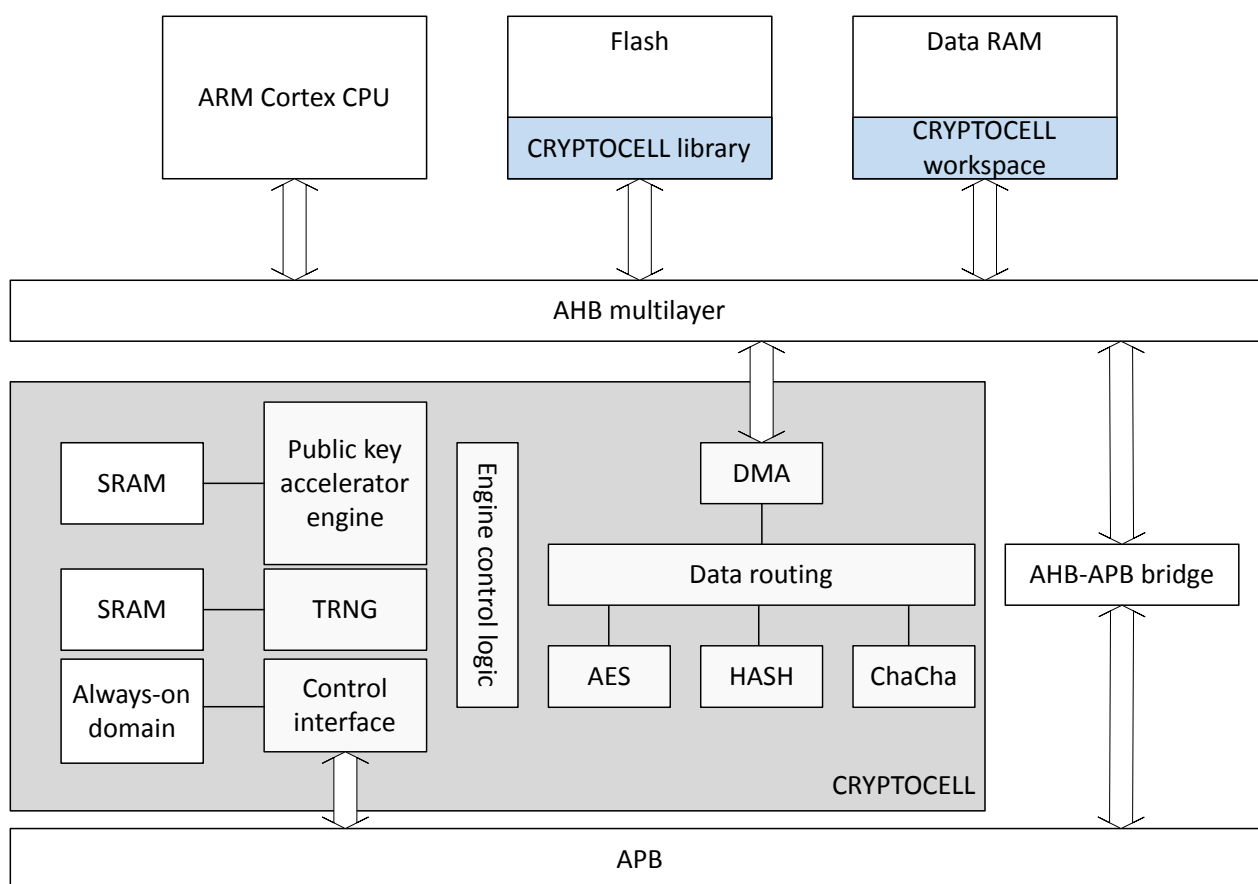 ARM Cortex CPU
Flash
CRYPTOCELL library
Data RAM
CRYPTOCELL
workspace
AHB multilayer
SRAM
Public key
accelerator
engine
Engine control logic
DMA
Data routing
AHB-APB bridge
SRAM
TRNG
AES
HASH
ChaCha
Always-on
domain
Control
interface
CRYPTOCELL
APB